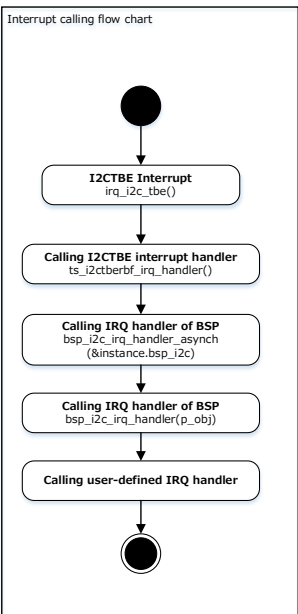 Interrupt calling flow chart
I2CTBE Interrupt
irq_i2c_tbe()
Calling I2CTBE interrupt handler
ts_i2ctberbf_irq_handler()
Calling IRQ handler of BSP
bsp_i2c_irq_handler_asynch
(&instance.bsp_i2c)
Calling IRQ handler of BSP
bsp_i2c_irq_handler(p_obj)
Calling user-defined IRQ handler